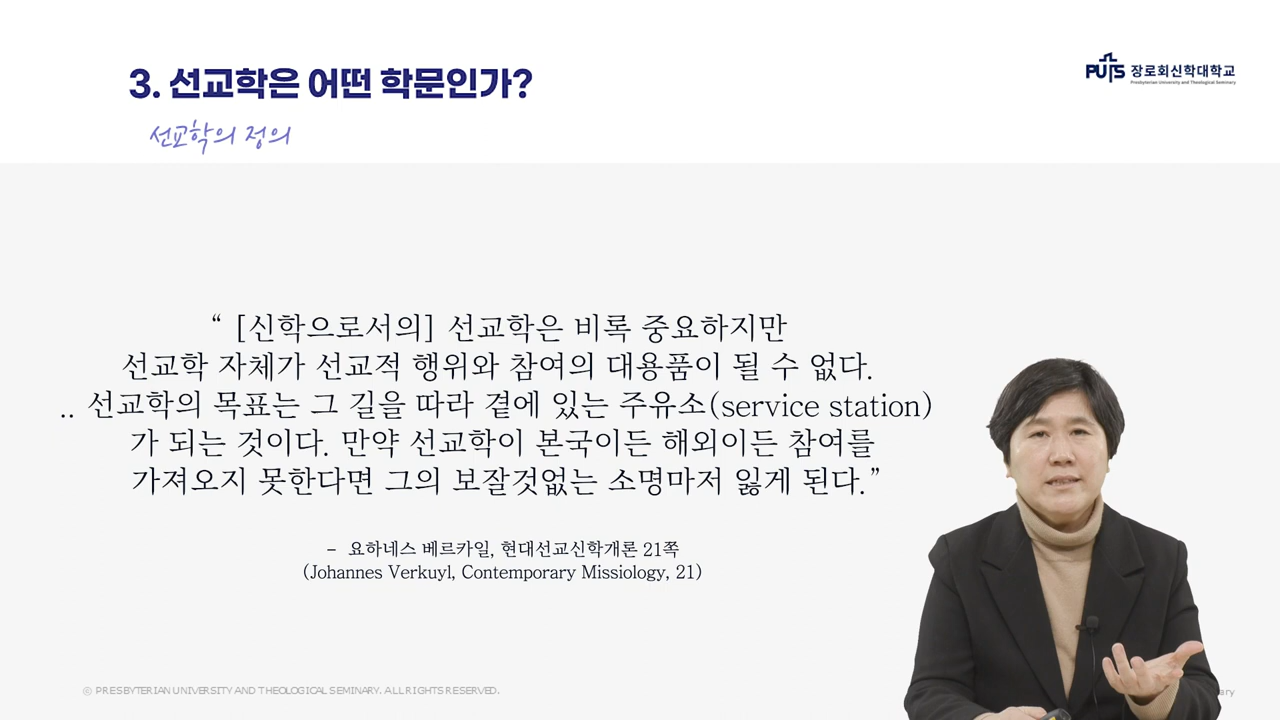 3. 선교학은 어떤 학문인가?
선교학의 정의
PUTS 장로회신학대학교
Presbyterian University and Theological Seminary
“ [신학으로서의] 선교학은 비록 중요하지만
선교학 자체가 선교적 행위와 참여의 대용품이 될 수 없다.
.. 선교학의 목표는 그 길을 따라 곁에 있는 주유소(service station)
가 되는 것이다. 만약 선교학이 본국이든 해외이든 참여를
가져오지 못한다면 그의 보잘것없는 소명마저 잃게 된다.”
– 요하네스 베르카일, 현대선교신학개론 21쪽
(Johannes Verkuyl, Contemporary Missiology, 21)
© PRESBYTERIAN UNIVERSITY AND THEOLOGICAL SEMINARY. ALL RIGHTS RESERVED.